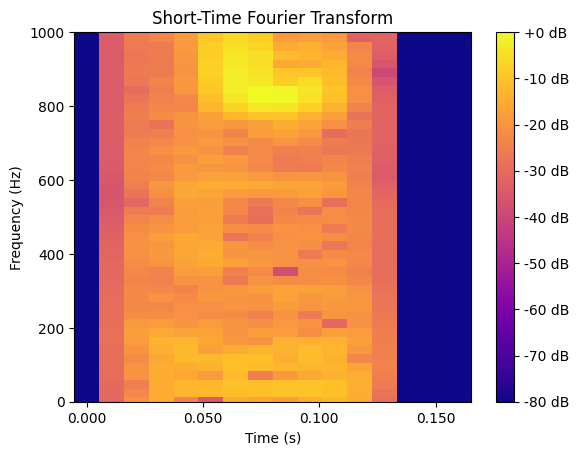 Short-Time Fourier Transform
1000
800
600
400
200
0
Frequency (Hz)
0.000
0.050
0.100
0.150
Time (s)
+0 dB
-10 dB
-20 dB
-30 dB
-40 dB
-50 dB
-60 dB
-70 dB
-80 dB